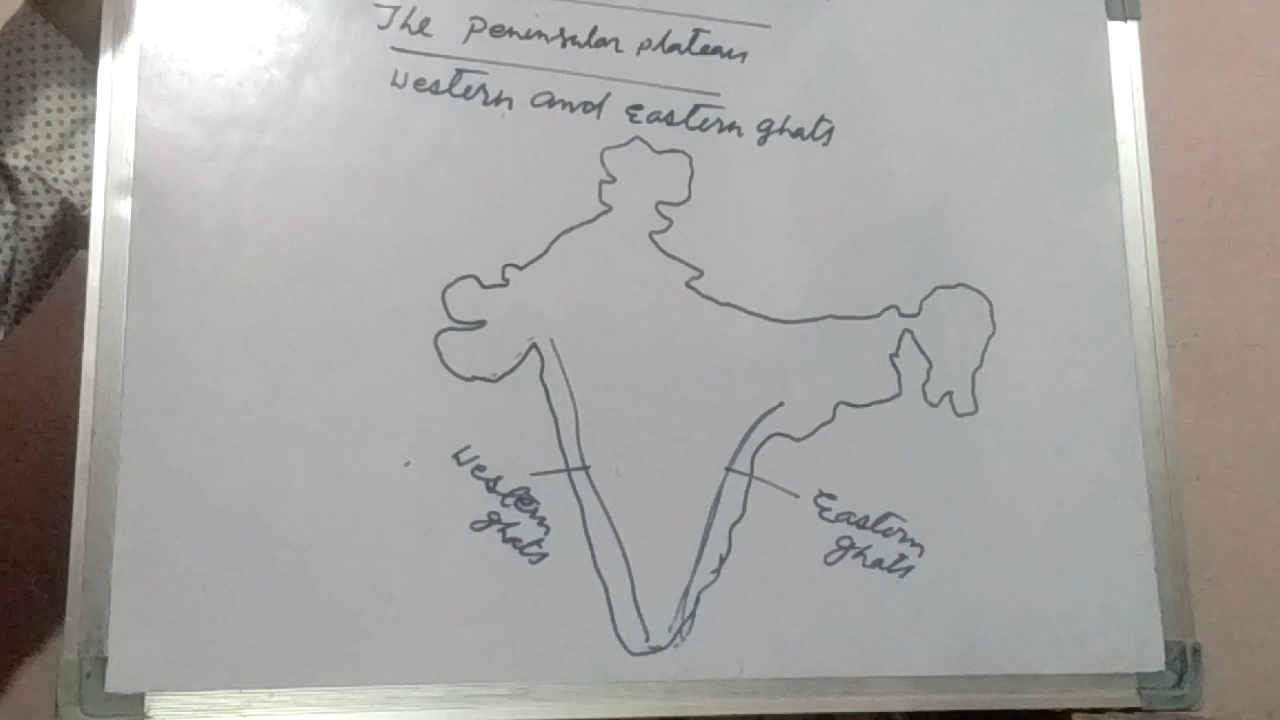 The Peninsular plateau
Western and Eastern ghats
Western
ghats
Eastern
ghats